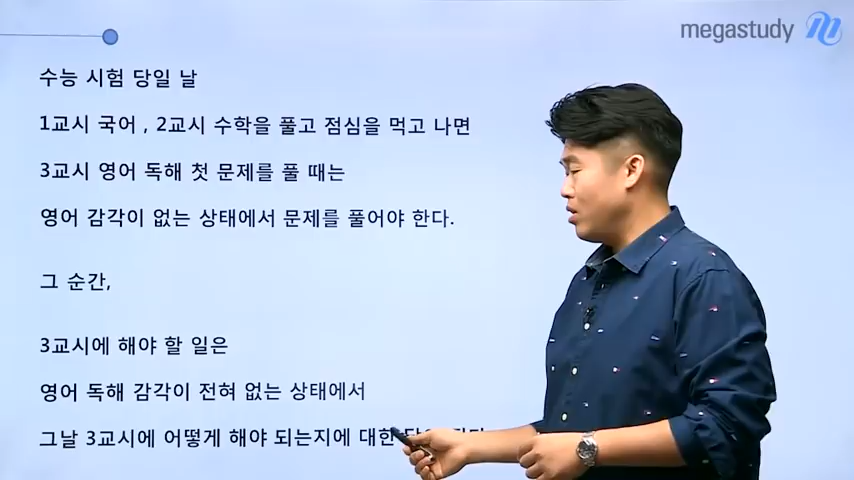 megastudy
수능 시험 당일 날
1교시 국어 , 2교시 수학을 풀고 점심을 먹고 나면
3교시 영어 독해 첫 문제를 풀 때는
영어 감각이 없는 상태에서 문제를 풀어야 한다.
그 순간,
3교시에 해야 할 일은
영어 독해 감각이 전혀 없는 상태에서
그날 3교시에 어떻게 해야 되는지에 대한